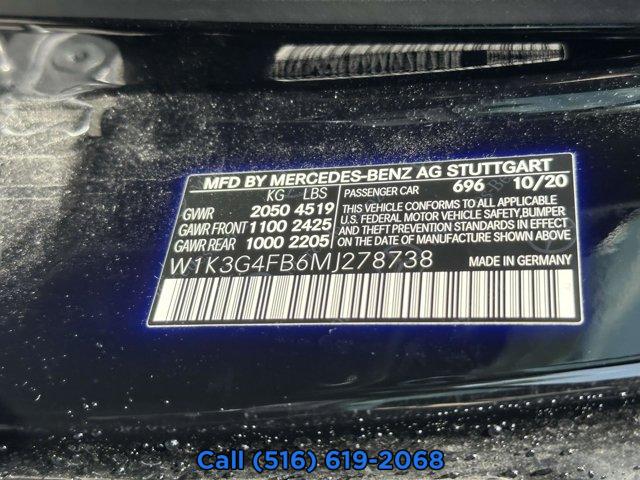 MFD BY MERCEDES-BENZ AG STUTTGART
KG LBS PASSENGER CAR 696 10/20
GVWR 2050 4519
GAWR FRONT 1100 2425
GAWR REAR 1000 2205
THIS VEHICLE CONFORMS TO ALL APPLICABLE
U.S. FEDERAL MOTOR VEHICLE SAFETY, BUMPER
AND THEFT PREVENTION STANDARDS IN EFFECT
ON THE DATE OF MANUFACTURE SHOWN ABOVE
W1K3G4FB6MJ278738 MADE IN GERMANY
Call (516) 619-2068